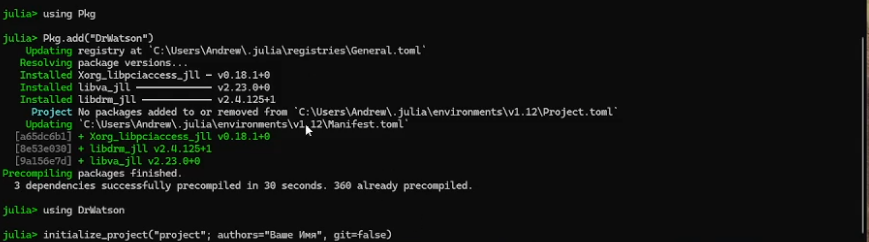 julia> using Pkg
julia> Pkg.add("DrWatson")
Updating registry at `C:\Users\Andrew\.julia\registries\General.toml`
Resolving package versions...
Installed Xorg_libpciaccess_jll ─ v0.18.1+0
Installed libva_jll ───────────── v2.23.0+0
Installed libdrm_jll ──────────── v2.4.125+1
Project No packages added to or removed from `C:\Users\Andrew\.julia\environments\v1.12\Project.toml`
Updating `C:\Users\Andrew\.julia\environments\v1.12\Manifest.toml`
[a65dc6b1] + Xorg_libpciaccess_jll v0.18.1+0
[8e53e030] + libdrm_jll v2.4.125+1
[9a156e7d] + libva_jll v2.23.0+0
Precompiling packages finished.
3 dependencies successfully precompiled in 30 seconds. 360 already precompiled.
julia> using DrWatson
julia> initialize_project("project"; authors="Ваше Имя", git=false)